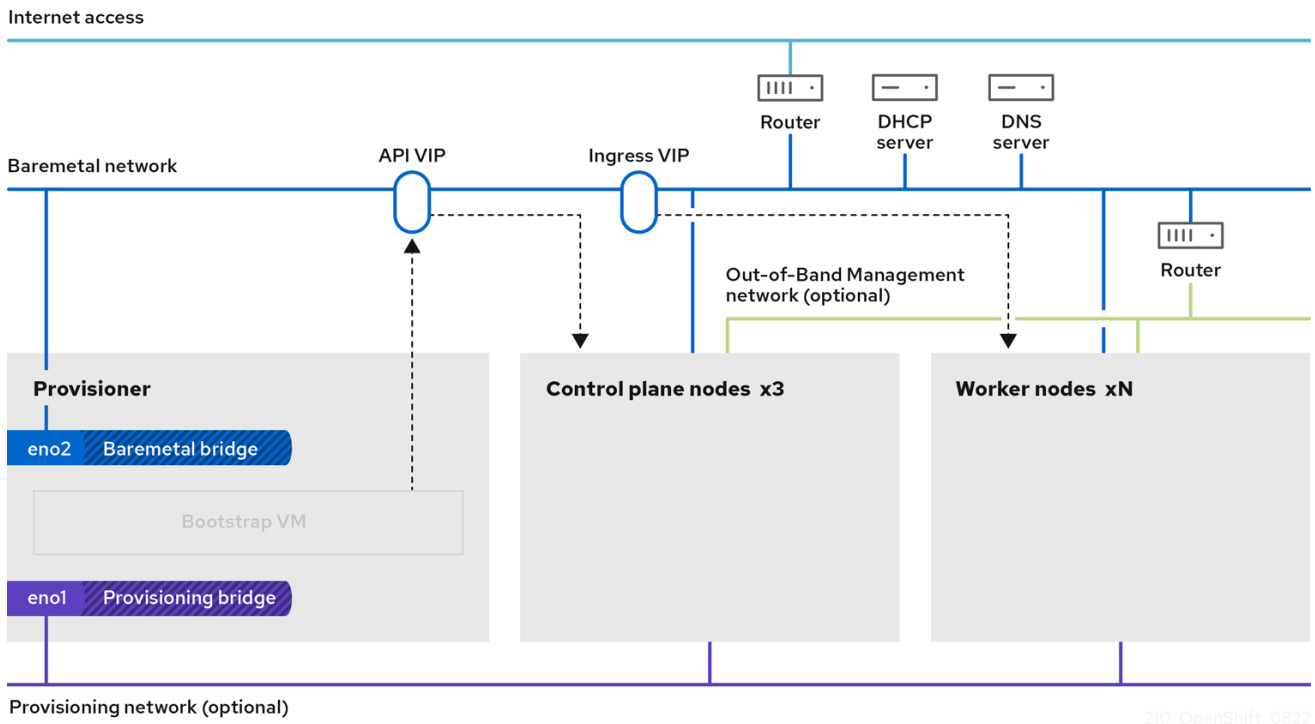 Internet access
Router
DHCP
server
DNS
server
API VIP
Ingress VIP
Baremetal network
Router
Out-of-Band Management
network (optional)
Provisioner
Control plane nodes x3
Worker nodes xN
eno2
Baremetal bridge
Bootstrap VM
eno1
Provisioning bridge
Provisioning network (optional)
210_OpenShift_0822